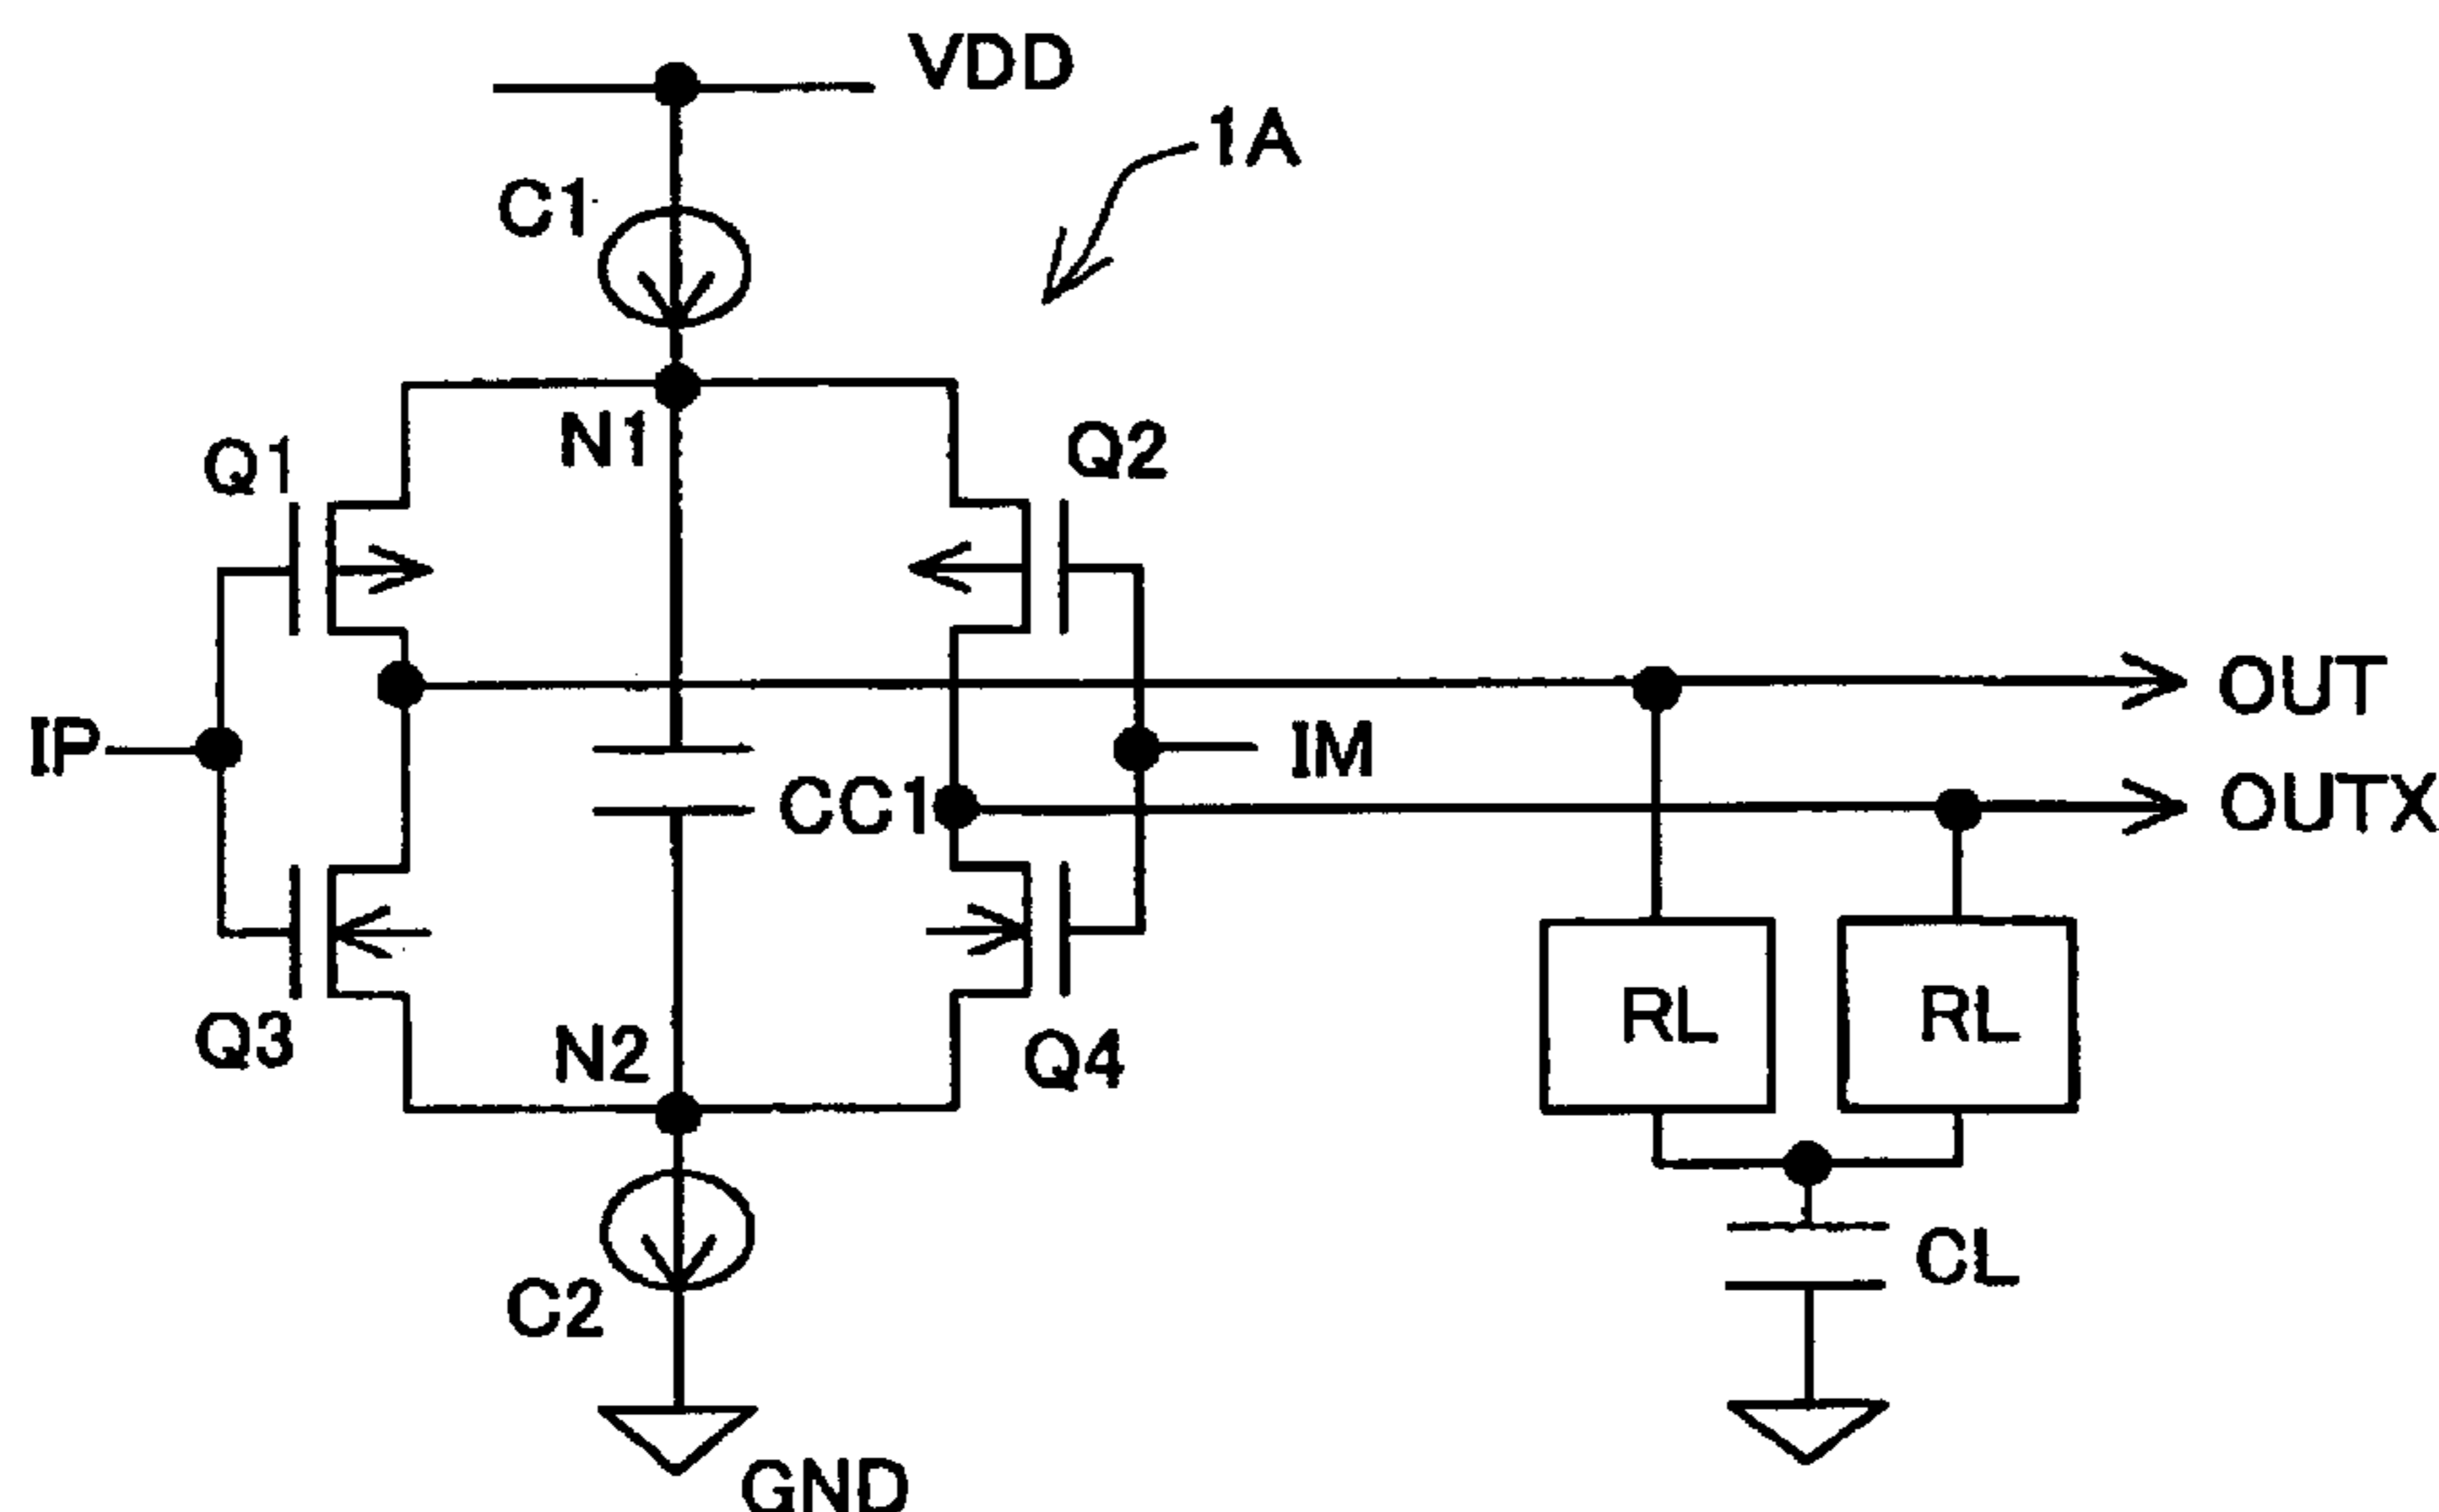 VDD
1A
C1
N1
Q1
Q2
OUT
IP
IM
CC1
OUTX
Q3
N2
Q4
RL
RL
CL
C2
GND